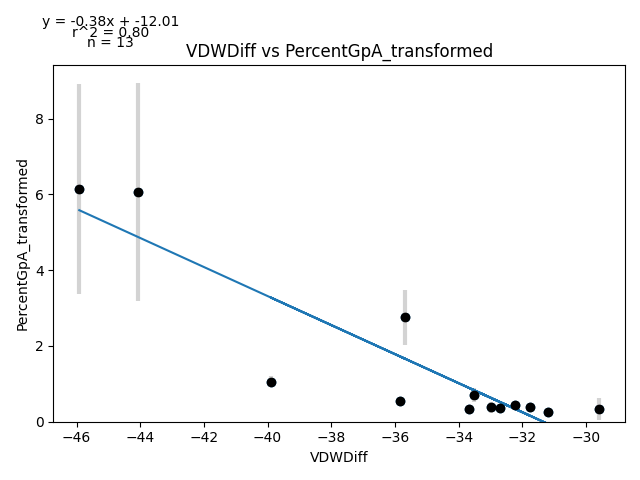 y = -0.38x + -12.01
r^2 = 0.80
n = 13
VDWDiff vs PercentGpA_transformed
PercentGpA_transformed
8
6
4
2
0
−46
−44
−42
−40
−38
−36
−34
−32
−30
VDWDiff